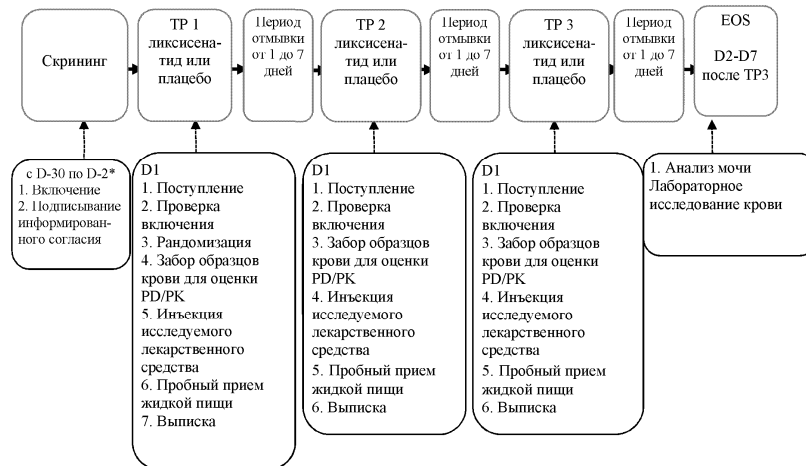 Скрининг
TP 1
ликсисена-
тид или
плацебо
Период
отмывки
от 1 до 7
дней
TP 2
ликсисена-
тид или
плацебо
Период
отмывки
от 1 до 7
дней
TP 3
ликсисена-
тид или
плацебо
Период
отмывки
от 1 до 7
дней
EOS
D2-D7
после TP3
с D-30 по D-2*
1. Включение
2. Подписывание
информирован-
ного согласия
D1
1. Поступление
2. Проверка
включения
3. Рандомизация
4. Забор образцов
крови для оценки
PD/PK
5. Инъекция
исследуемого
лекарственного
средства
6. Пробный прием
жидкой пищи
7. Выписка
D1
1. Поступление
2. Проверка
включения
3. Забор образцов
крови для оценки
PD/PK
4. Инъекция
исследуемого
лекарственного
средства
5. Пробный прием
жидкой пищи
6. Выписка
D1
1. Поступление
2. Проверка
включения
3. Забор образцов
крови для оценки
PD/PK
4. Инъекция
исследуемого
лекарственного
средства
5. Пробный прием
жидкой пищи
6. Выписка
1. Анализ мочи
Лабораторное
исследование крови